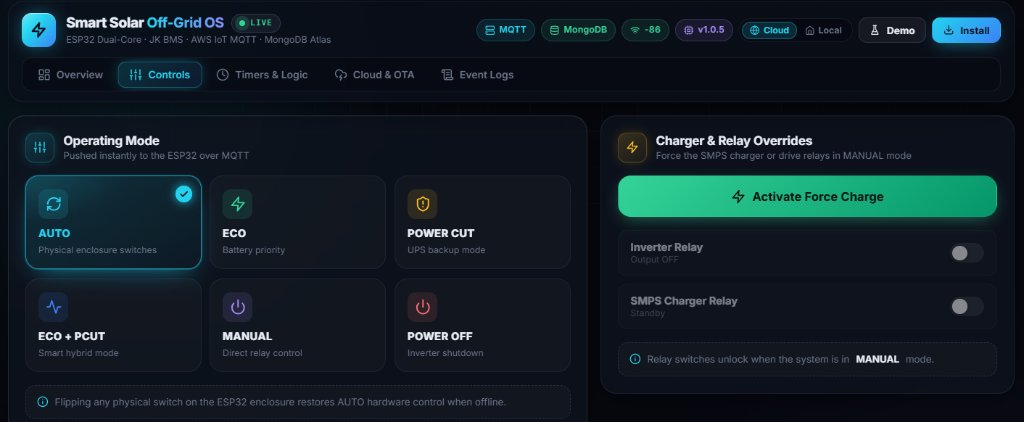 Smart Solar Off-Grid OS
LIVE
ESP32 Dual-Core · JK BMS · AWS IoT MQTT · MongoDB Atlas
MQTT
MongoDB
-86
v1.0.5
Cloud
Local
Demo
Install
Overview
Controls
Timers & Logic
Cloud & OTA
Event Logs
Operating Mode
Pushed instantly to the ESP32 over MQTT
AUTO
Physical enclosure switches
ECO
Battery priority
POWER CUT
UPS backup mode
ECO + PCUT
Smart hybrid mode
MANUAL
Direct relay control
POWER OFF
Inverter shutdown
Flipping any physical switch on the ESP32 enclosure restores AUTO hardware control when offline.
Charger & Relay Overrides
Force the SMPS charger or drive relays in MANUAL mode
Activate Force Charge
Inverter Relay
Output OFF
SMPS Charger Relay
Standby
Relay switches unlock when the system is in MANUAL mode.